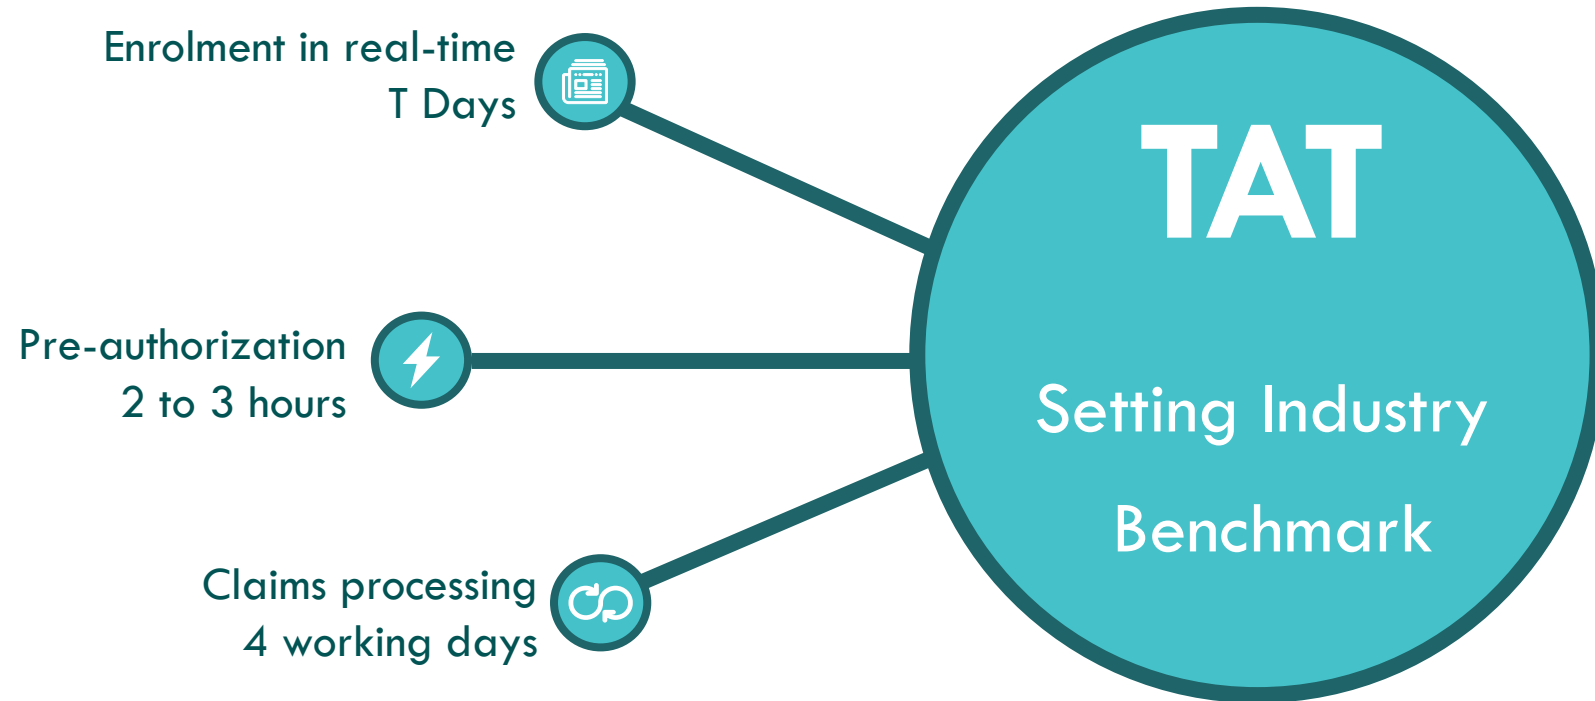 Enrolment in real-time
T Days
Pre-authorization
2 to 3 hours
Claims processing
4 working days
TAT
Setting Industry
Benchmark